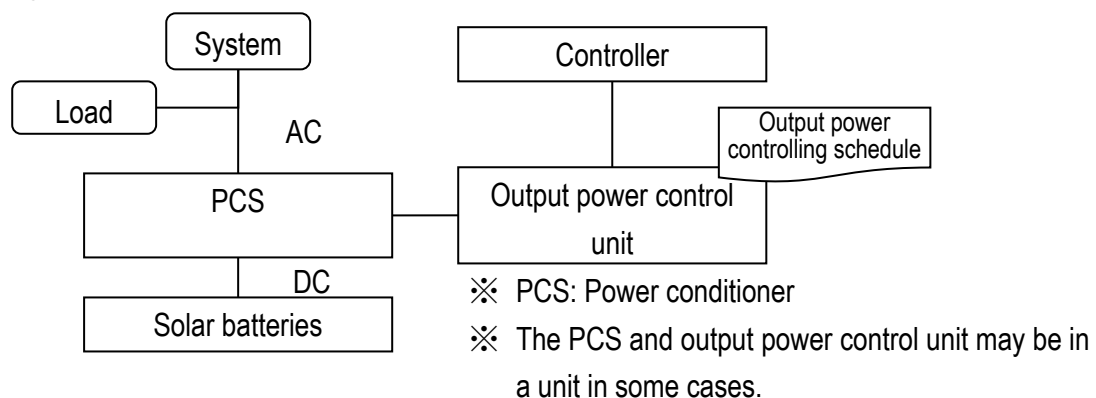 System
Controller
Load
AC
Output power
controlling schedule
PCS
Output power control
unit
DC
Solar batteries
※ PCS: Power conditioner
※ The PCS and output power control unit may be in
a unit in some cases.